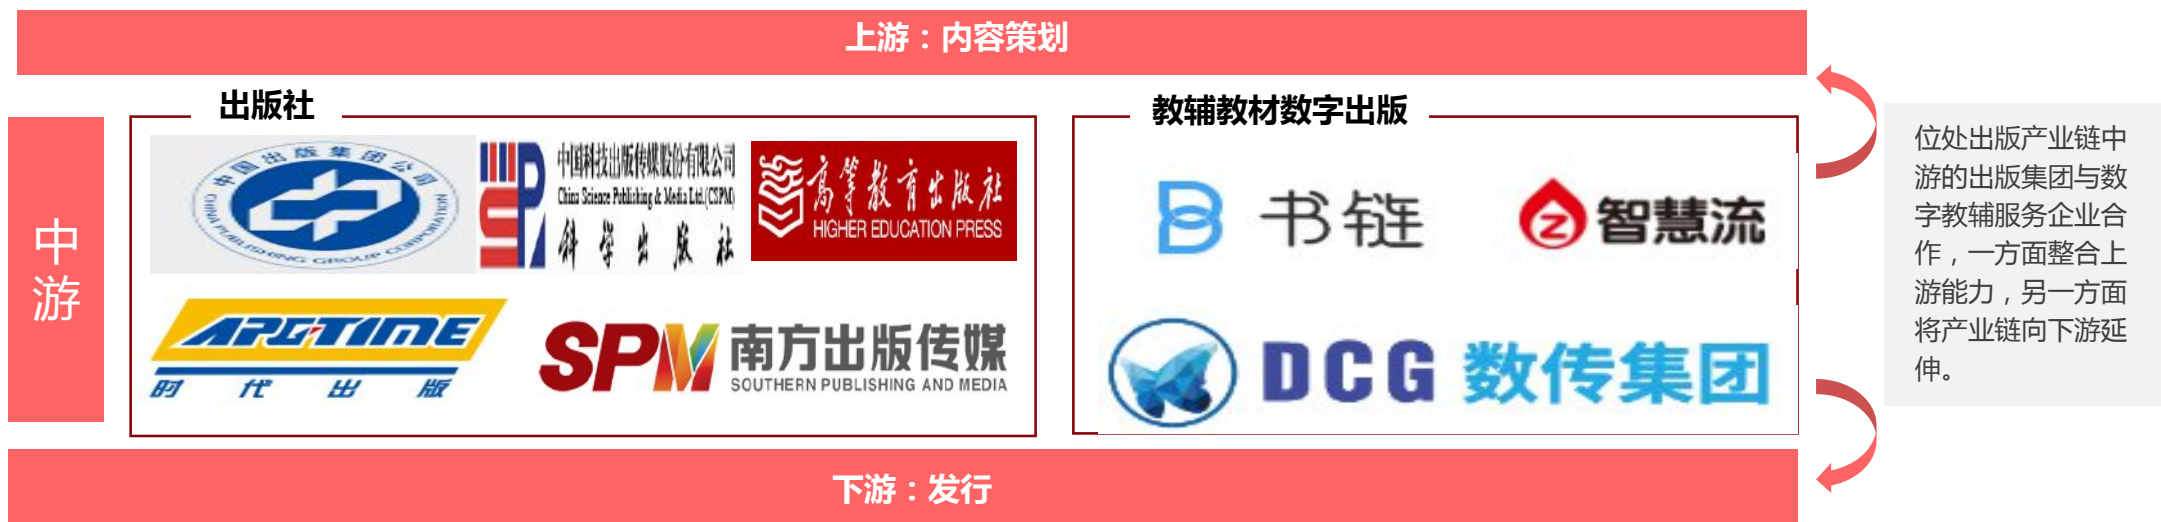 上游：内容策划
出版社
教辅教材数字出版
中游
中国出版集团公司
CHINA PUBLISHING GROUP CORPORATION
中国科技出版传媒股份有限公司
China Science Publishing & Media Ltd.(CSPM)
科学出版社
高等教育出版社
HIGHER EDUCATION PRESS
书链
智慧流
APG-TIME
时代出版
SPM 南方出版传媒
SOUTHERN PUBLISHING AND MEDIA
DCG 数传集团
位处出版产业链中
游的出版集团与数
字教辅服务企业合
作，一方面整合上
游能力，另一方面
将产业链向下游延
伸。
下游：发行